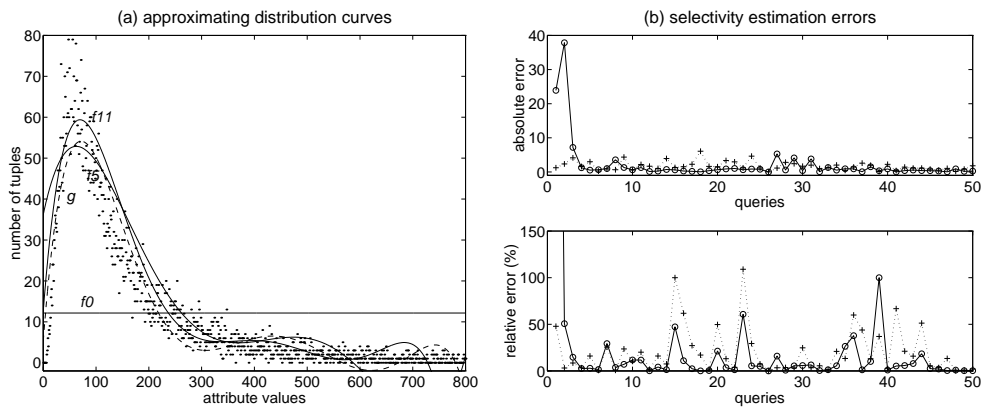 (a) approximating distribution curves
80
70
60
50
40
30
20
10
0
number of tuples
f11
f5
g
f0
0 100 200 300 400 500 600 700 800
attribute values
(b) selectivity estimation errors
40
30
20
10
0
absolute error
0 10 20 30 40 50
queries
150
100
50
0
relative error (%)
0 10 20 30 40 50
queries